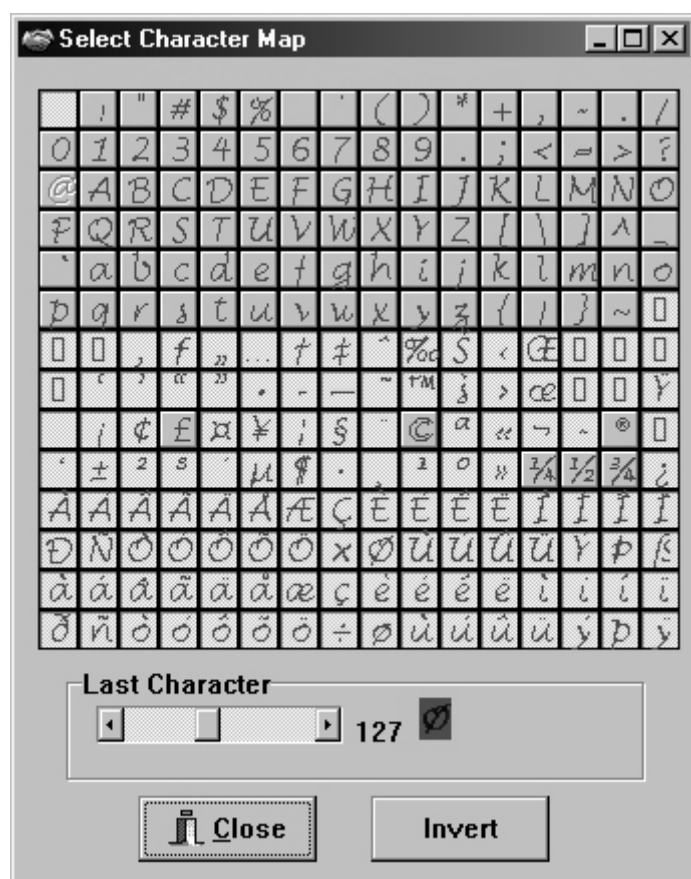 Select Character Map
! " # $ % ' ( ) * + , - . /
0 1 2 3 4 5 6 7 8 9 : ; < = > ?
@ A B C D E F G H I J K L M N O
P Q R S T U V W X Y Z [ \ ] ^ _
` a b c d e f g h i j k l m n o
p q r s t u v w x y z { | } ~ □
□ □ ‚ ƒ „ … † ‡ ˆ ‰ Š ‹ Œ □ □ □
□ ‘ ’ “ ” • – — ˜ ™ š › œ □ □ Ÿ
¡ ¢ £ ¤ ¥ ¦ § ¨ © ª « ¬ - ® □
° ± ² ³ ´ µ ¶ · ¸ ¹ º » ¼ ½ ¾ ¿
À Á Â Ã Ä Å Æ Ç È É Ê Ë Ì Í Î Ï
Ð Ñ Ò Ó Ô Õ Ö × Ø Ù Ú Û Ü Ý Þ ß
à á â ã ä å æ ç è é ê ë ì í î ï
ð ñ ò ó ô õ ö ÷ ø ù ú û ü ý þ ÿ
Last Character
127 Ø
Close Invert